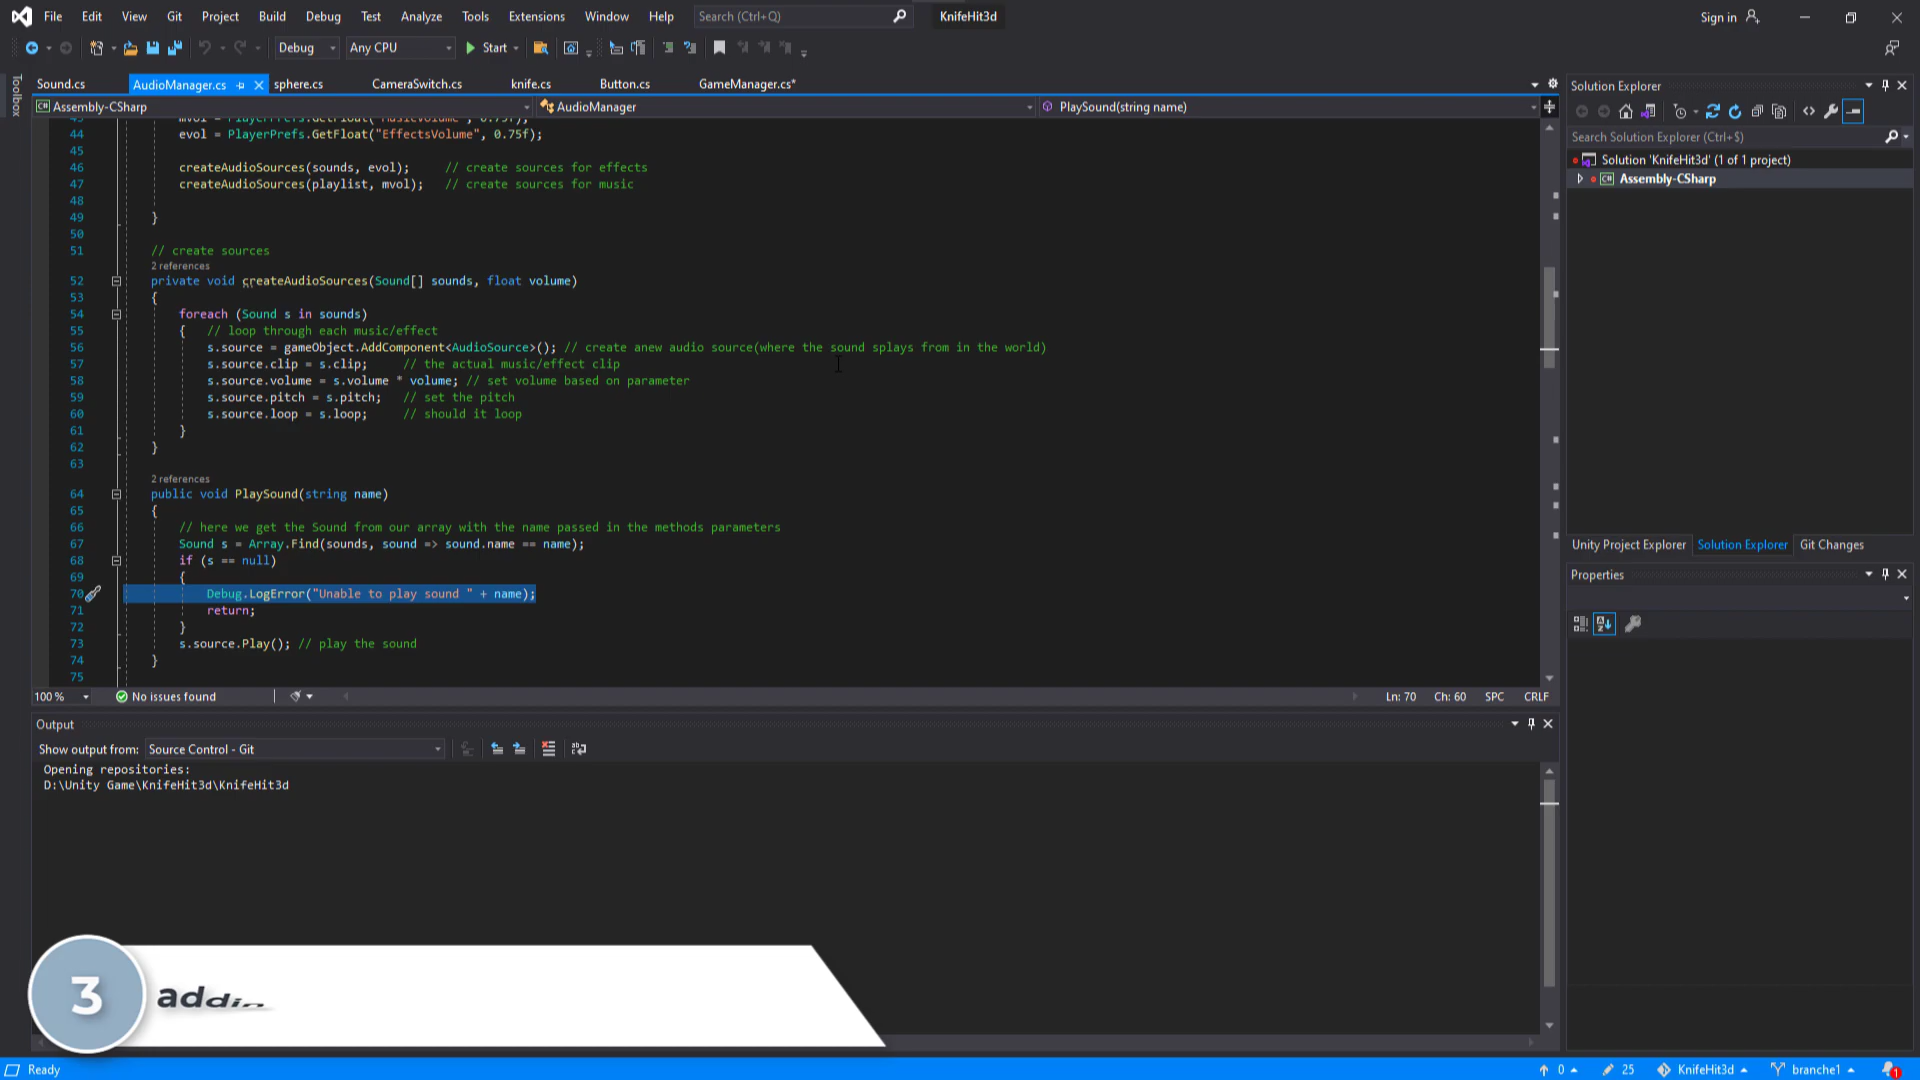 File Edit View Git Project Build Debug Test Analyze Tools Extensions Window Help Search (Ctrl+Q) KnifeHit3d Sign in
Debug Any CPU Start
Toolbox
Sound.cs AudioManager.cs sphere.cs CameraSwitch.cs knife.cs Button.cs GameManager.cs*
Assembly-CSharp AudioManager PlaySound(string name)
43 mvol = PlayerPrefs.GetFloat("MusicVolume", 0.75f);
44 evol = PlayerPrefs.GetFloat("EffectsVolume", 0.75f);
45
46 createAudioSources(sounds, evol); // create sources for effects
47 createAudioSources(playlist, mvol); // create sources for music
48
49 }
50
51 // create sources
2 references
52 private void createAudioSources(Sound[] sounds, float volume)
53 {
54 foreach (Sound s in sounds)
55 { // loop through each music/effect
56 s.source = gameObject.AddComponent<AudioSource>(); // create anew audio source(where the sound splays from in the world)
57 s.source.clip = s.clip; // the actual music/effect clip
58 s.source.volume = s.volume * volume; // set volume based on parameter
59 s.source.pitch = s.pitch; // set the pitch
60 s.source.loop = s.loop; // should it loop
61 }
62 }
63
2 references
64 public void PlaySound(string name)
65 {
66 // here we get the Sound from our array with the name passed in the methods parameters
67 Sound s = Array.Find(sounds, sound => sound.name == name);
68 if (s == null)
69 {
70 Debug.LogError("Unable to play sound " + name);
71 return;
72 }
73 s.source.Play(); // play the sound
74 }
75
100 % No issues found Ln: 70 Ch: 60 SPC CRLF
Output
Show output from: Source Control - Git
Opening repositories:
D:\Unity Game\KnifeHit3d\KnifeHit3d
Solution Explorer
Search Solution Explorer (Ctrl+$)
Solution 'KnifeHit3d' (1 of 1 project)
Assembly-CSharp
Unity Project Explorer Solution Explorer Git Changes
Properties
3 addin
Ready 0 25 KnifeHit3d branche1 1